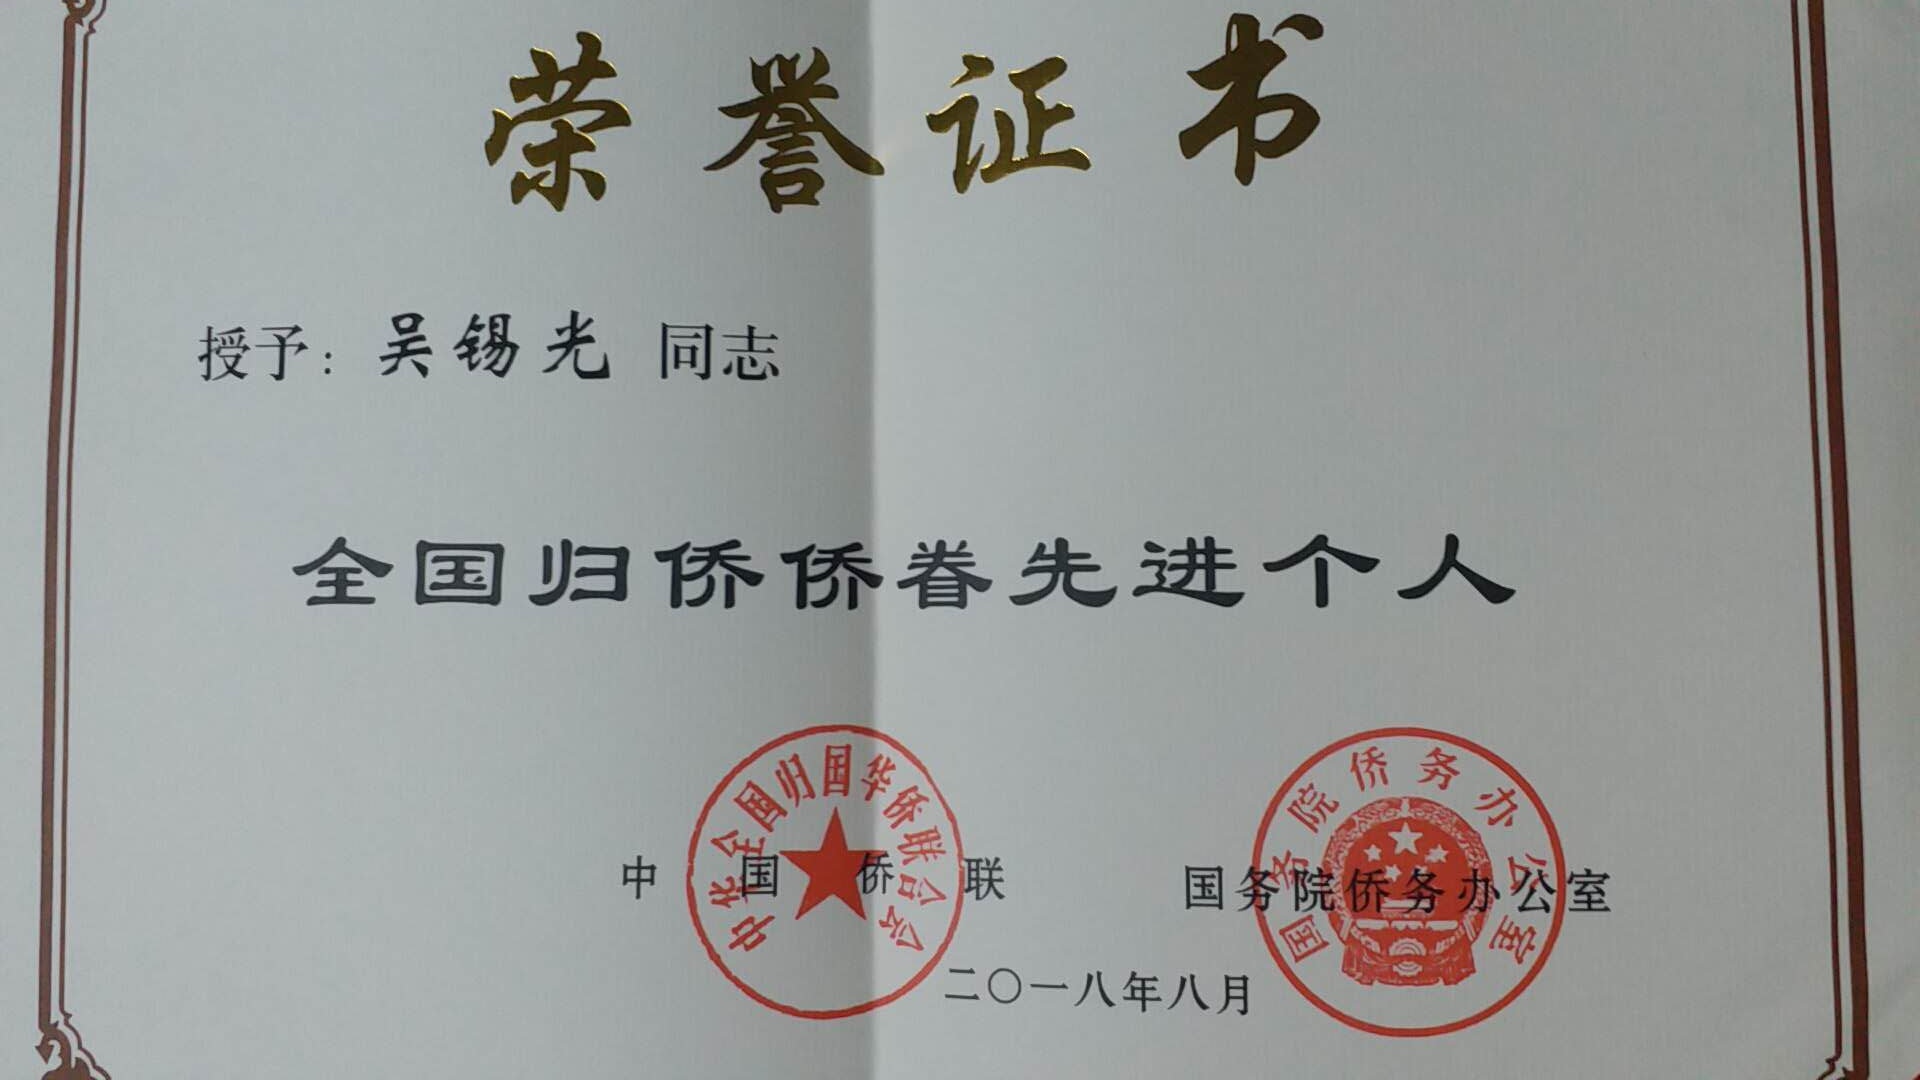 荣誉证书
授予：吴锡光 同志
全国归侨侨眷先进个人
中华全国归国华侨联合会
国务院侨务办公室
中国侨联 国务院侨务办公室
二〇一八年八月